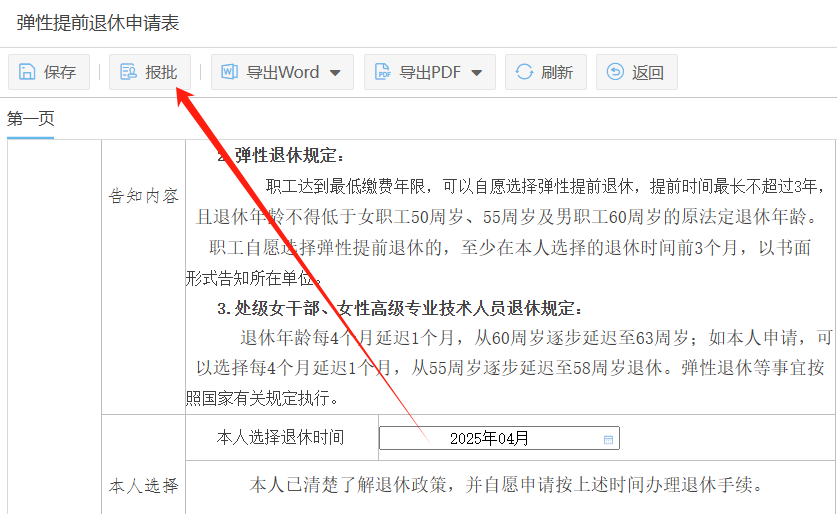 弹性提前退休申请表
保存 报批 导出Word 导出PDF 刷新 返回
第一页
2.弹性退休规定：
职工达到最低缴费年限，可以自愿选择弹性提前退休，提前时间最长不超过3年，
告知内容
且退休年龄不得低于女职工50周岁、55周岁及男职工60周岁的原法定退休年龄。
职工自愿选择弹性提前退休的，至少在本人选择的退休时间前3个月，以书面
形式告知所在单位。
3.处级女干部、女性高级专业技术人员退休规定：
退休年龄每4个月延迟1个月，从60周岁逐步延迟至63周岁；如本人申请，可
以选择每4个月延迟1个月，从55周岁逐步延迟至58周岁退休。弹性退休等事宜按
照国家有关规定执行。
本人选择退休时间 2025年04月
本人选择 本人已清楚了解退休政策，并自愿申请按上述时间办理退休手续。